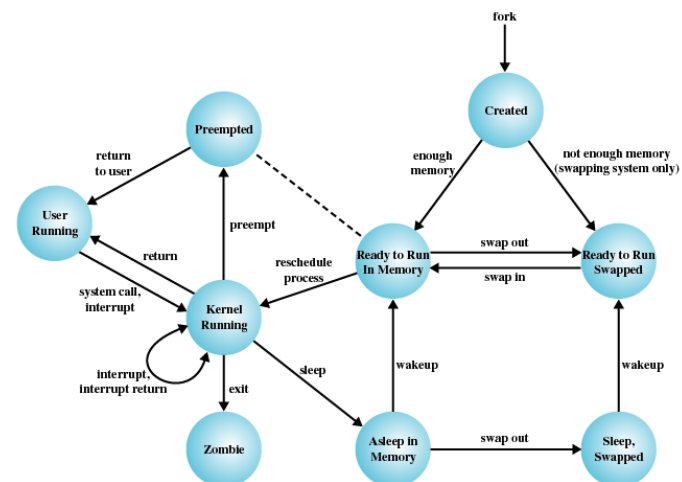 fork
Created
Preempted
return
to user
enough
memory
not enough memory
(swapping system only)
User
Running
preempt
return
reschedule
process
Ready to Run
In Memory
swap out
swap in
Ready to Run
Swapped
system call,
interrupt
Kernel
Running
interrupt,
interrupt return
exit
sleep
wakeup
wakeup
Zombie
Asleep in
Memory
swap out
Sleep,
Swapped